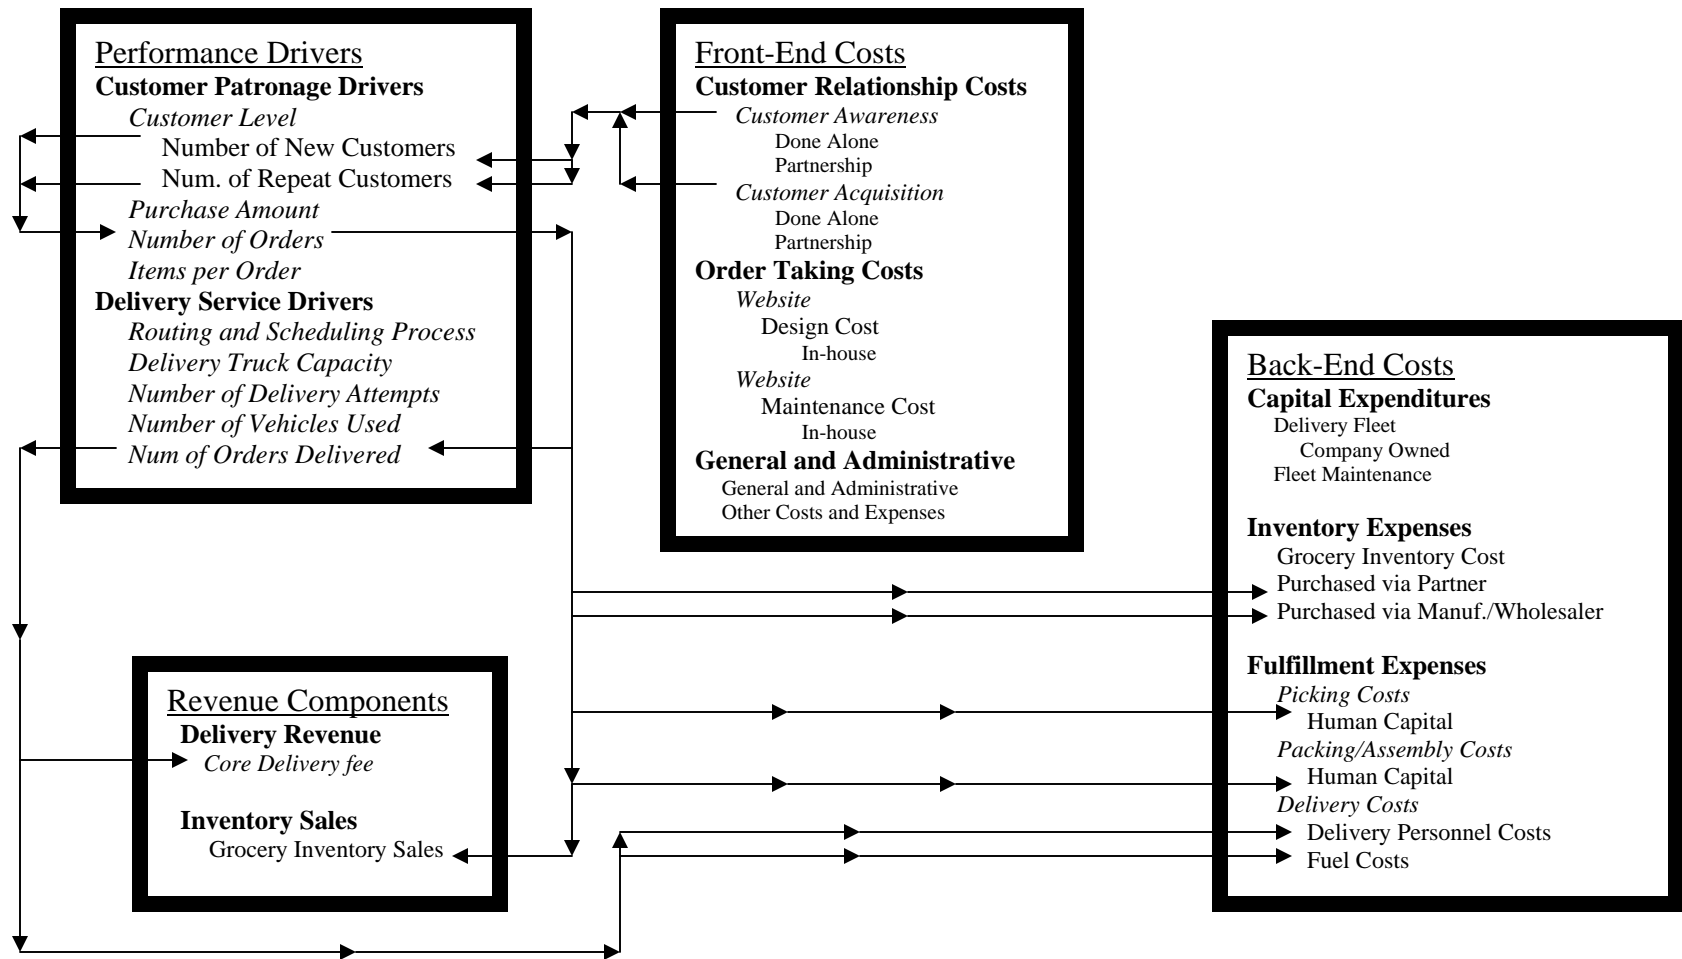 Performance Drivers
Customer Patronage Drivers
Customer Level
Number of New Customers
Num. of Repeat Customers
Purchase Amount
Number of Orders
Items per Order
Delivery Service Drivers
Routing and Scheduling Process
Delivery Truck Capacity
Number of Delivery Attempts
Number of Vehicles Used
Num of Orders Delivered
Front-End Costs
Customer Relationship Costs
Customer Awareness
Done Alone
Partnership
Customer Acquisition
Done Alone
Partnership
Order Taking Costs
Website
Design Cost
In-house
Website
Maintenance Cost
In-house
General and Administrative
General and Administrative
Other Costs and Expenses
Back-End Costs
Capital Expenditures
Delivery Fleet
Company Owned
Fleet Maintenance
Inventory Expenses
Grocery Inventory Cost
Purchased via Partner
Purchased via Manuf./Wholesaler
Fulfillment Expenses
Picking Costs
Human Capital
Packing/Assembly Costs
Human Capital
Delivery Costs
Delivery Personnel Costs
Fuel Costs
Revenue Components
Delivery Revenue
Core Delivery fee
Inventory Sales
Grocery Inventory Sales